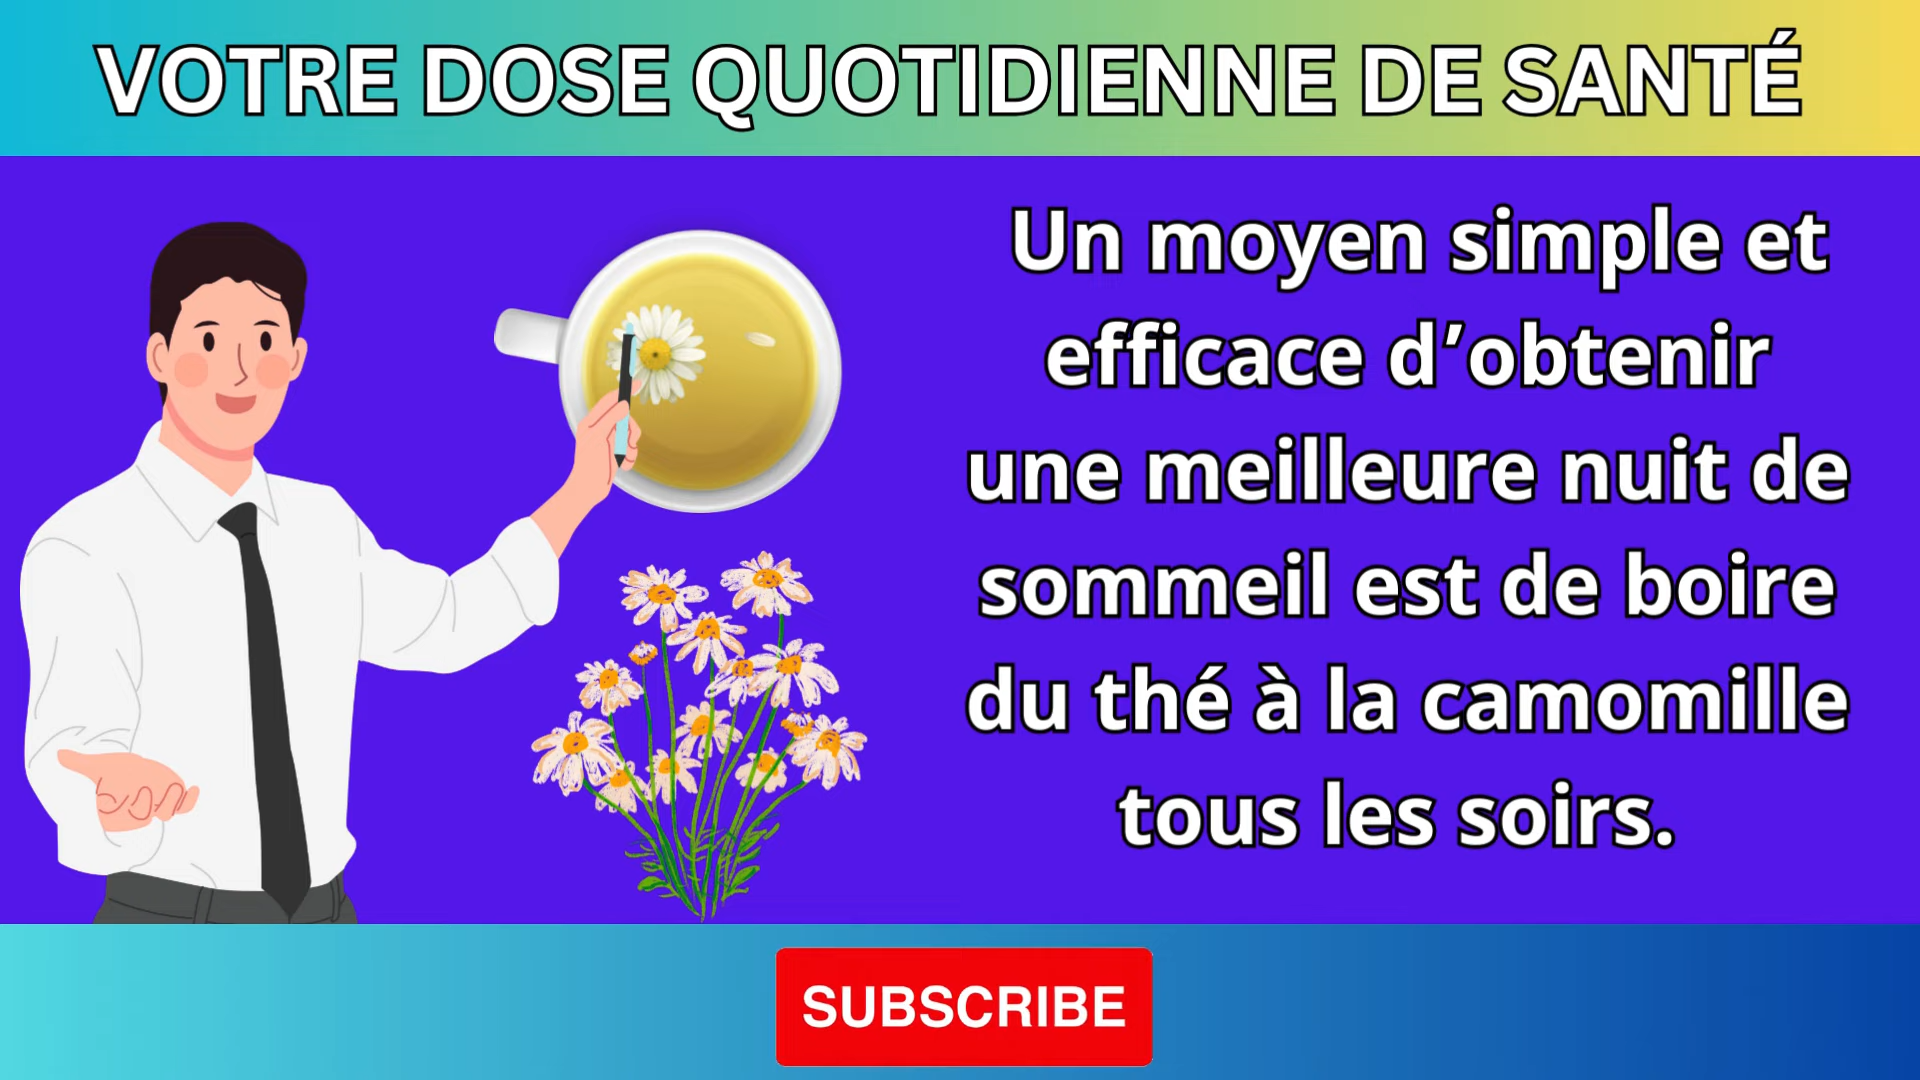 VOTRE DOSE QUOTIDIENNE DE SANTÉ
Un moyen simple et
efficace d’obtenir
une meilleure nuit de
sommeil est de boire
du thé à la camomille
tous les soirs.
SUBSCRIBE